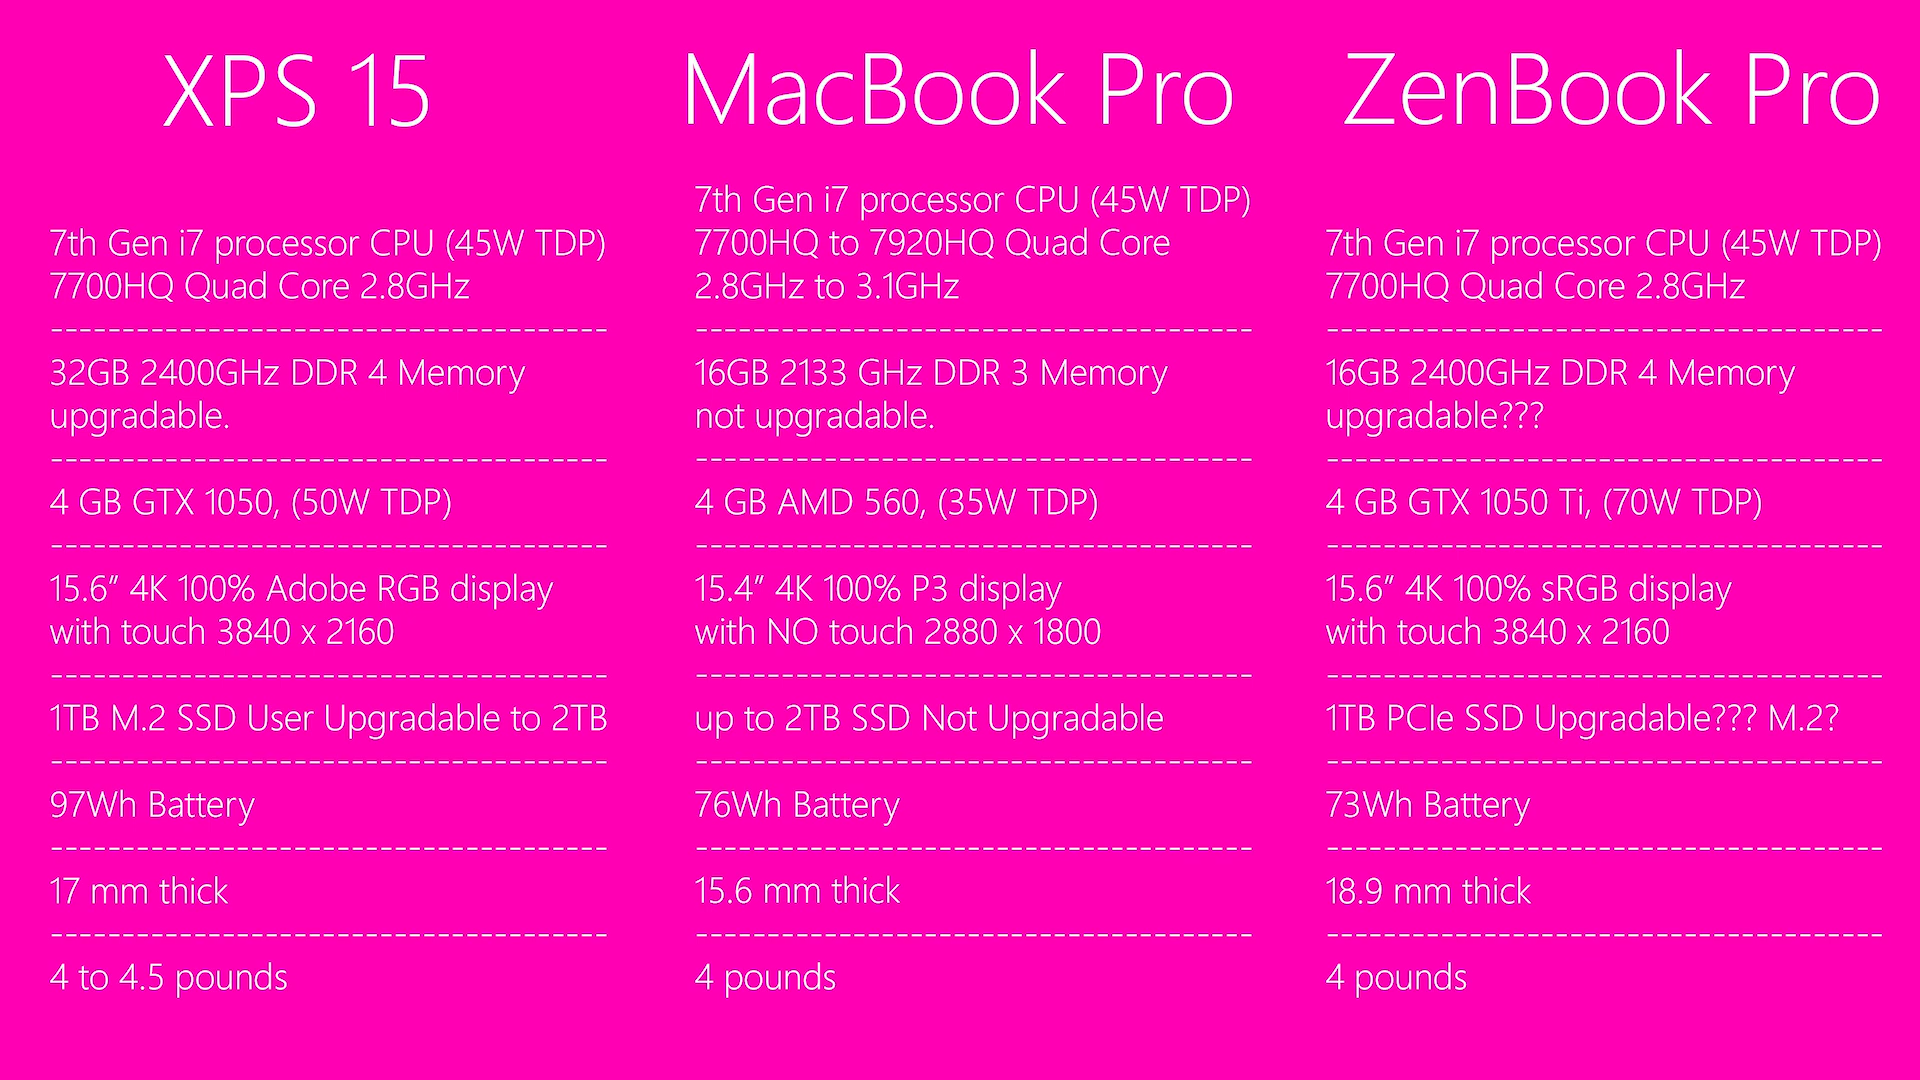 XPS 15
7th Gen i7 processor CPU (45W TDP)
7700HQ Quad Core 2.8GHz
---------------------------------------
32GB 2400GHz DDR 4 Memory
upgradable.
---------------------------------------
4 GB GTX 1050, (50W TDP)
---------------------------------------
15.6” 4K 100% Adobe RGB display
with touch 3840 x 2160
---------------------------------------
1TB M.2 SSD User Upgradable to 2TB
---------------------------------------
97Wh Battery
---------------------------------------
17 mm thick
---------------------------------------
4 to 4.5 pounds
MacBook Pro
7th Gen i7 processor CPU (45W TDP)
7700HQ to 7920HQ Quad Core
2.8GHz to 3.1GHz
---------------------------------------
16GB 2133 GHz DDR 3 Memory
not upgradable.
---------------------------------------
4 GB AMD 560, (35W TDP)
---------------------------------------
15.4” 4K 100% P3 display
with NO touch 2880 x 1800
---------------------------------------
up to 2TB SSD Not Upgradable
---------------------------------------
76Wh Battery
---------------------------------------
15.6 mm thick
---------------------------------------
4 pounds
ZenBook Pro
7th Gen i7 processor CPU (45W TDP)
7700HQ Quad Core 2.8GHz
---------------------------------------
16GB 2400GHz DDR 4 Memory
upgradable???
---------------------------------------
4 GB GTX 1050 Ti, (70W TDP)
---------------------------------------
15.6” 4K 100% sRGB display
with touch 3840 x 2160
---------------------------------------
1TB PCIe SSD Upgradable??? M.2?
---------------------------------------
73Wh Battery
---------------------------------------
18.9 mm thick
---------------------------------------
4 pounds